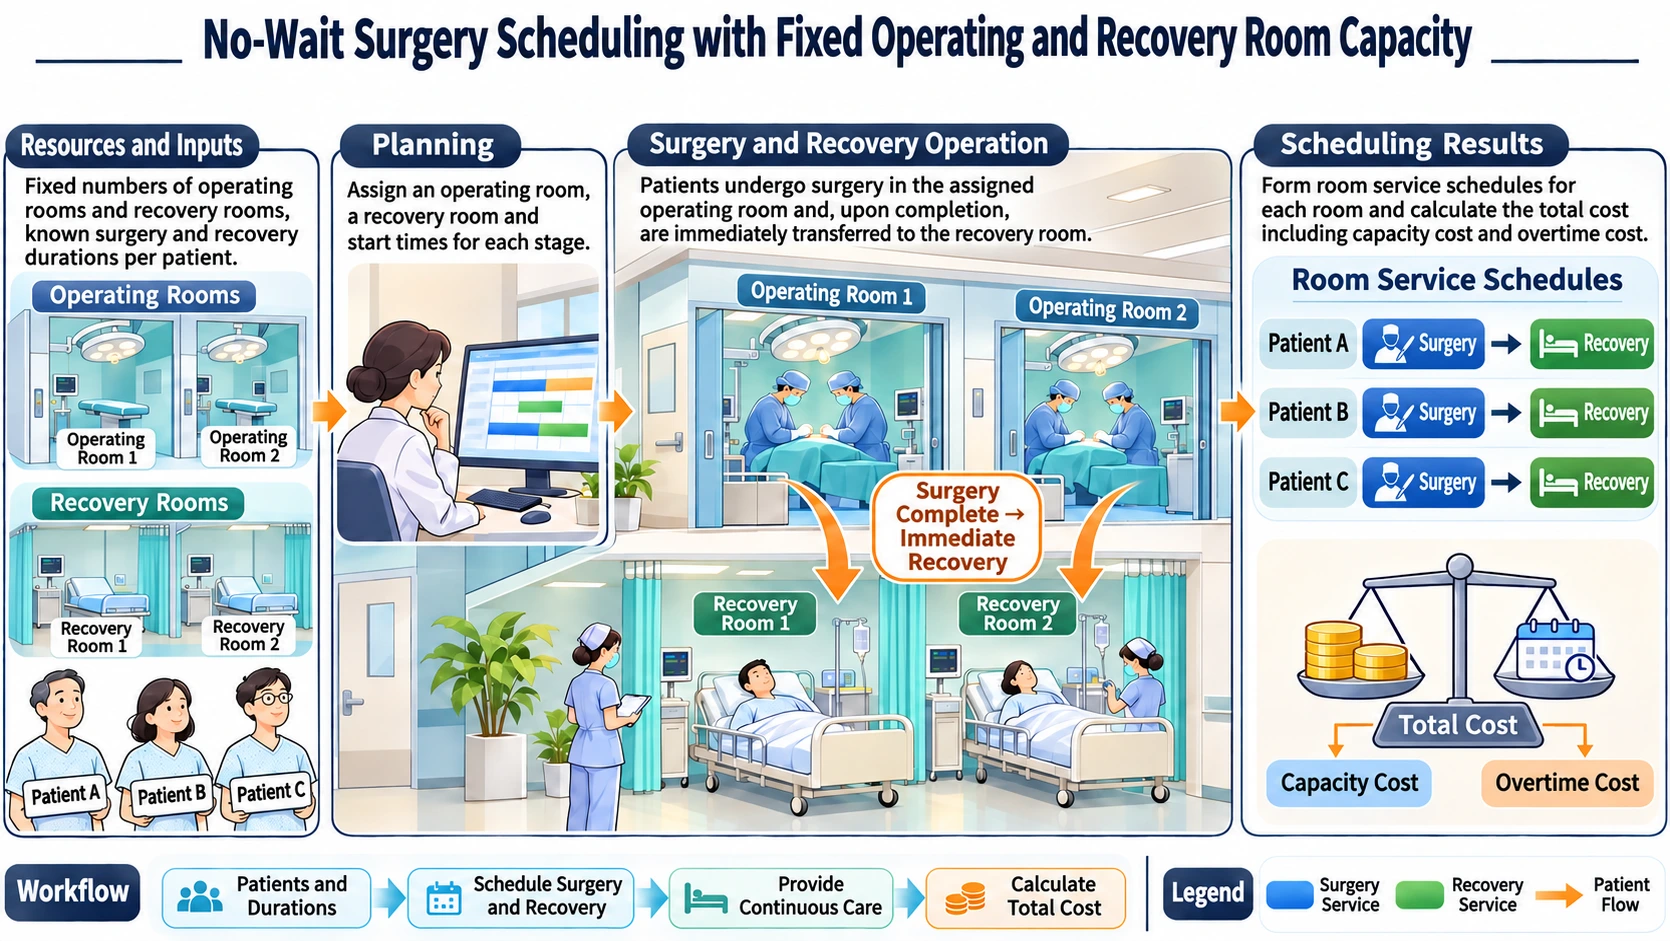 No-Wait Surgery Scheduling with Fixed Operating and Recovery Room Capacity
Resources and Inputs
Fixed numbers of operating
rooms and recovery rooms,
known surgery and recovery
durations per patient.
Operating Rooms
Operating
Room 1
Operating
Room 2
Recovery Rooms
Recovery
Room 1
Recovery
Room 2
Patient A
Patient B
Patient C
Planning
Assign an operating room,
a recovery room and
start times for each stage.
Surgery and Recovery Operation
Patients undergo surgery in the assigned
operating room and, upon completion,
are immediately transferred to the recovery room.
Operating Room 1
Operating Room 2
Surgery
Complete →
Immediate
Recovery
Recovery
Room 1
Recovery
Room 2
Scheduling Results
Form room service schedules for
each room and calculate the total cost
including capacity cost and overtime cost.
Room Service Schedules
Patient A Surgery Recovery
Patient B Surgery Recovery
Patient C Surgery Recovery
Total Cost
Capacity Cost
Overtime Cost
Workflow
Patients and
Durations
Schedule Surgery
and Recovery
Provide
Continuous Care
Calculate
Total Cost
Legend
Surgery
Service
Recovery
Service
Patient
Flow